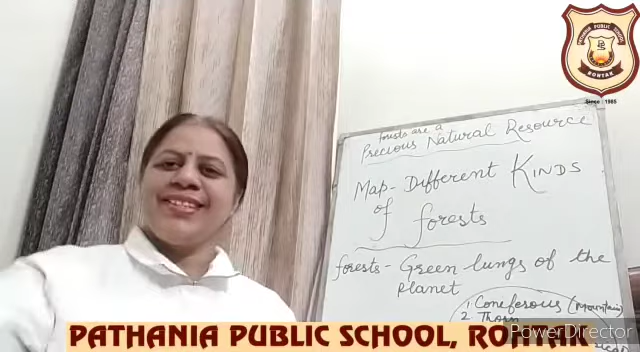 PATHANIA PUBLIC SCHOOL
ROHTAK
Since : 1985
forests are a
Precious Natural Resource
Map - Different KINDS
of forests
forests - Green lungs of the
planet
1. Coneferous (Mountain)
2. Thorn
PATHANIA PUBLIC SCHOOL, ROHTAK
PowerDirector